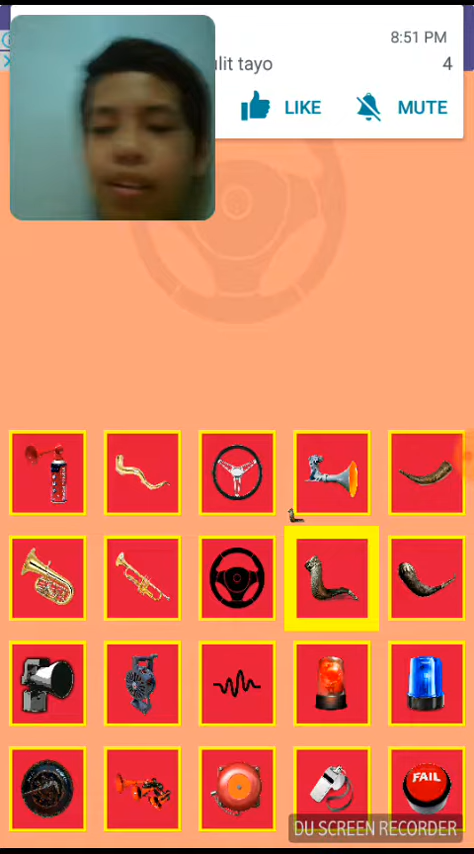 8:51 PM
ulit tayo 4
LIKE MUTE
FAIL
DU SCREEN RECORDER